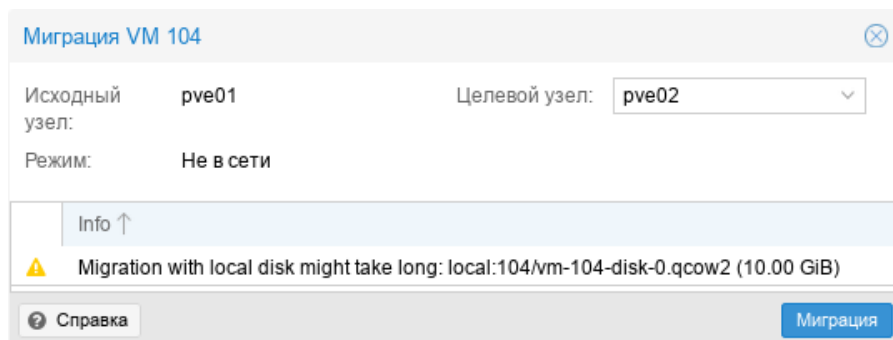 Миграция VM 104
Исходный узел: pve01 Целевой узел: pve02
Режим: Не в сети
Info ↑
Migration with local disk might take long: local:104/vm-104-disk-0.qcow2 (10.00 GiB)
Справка Миграция